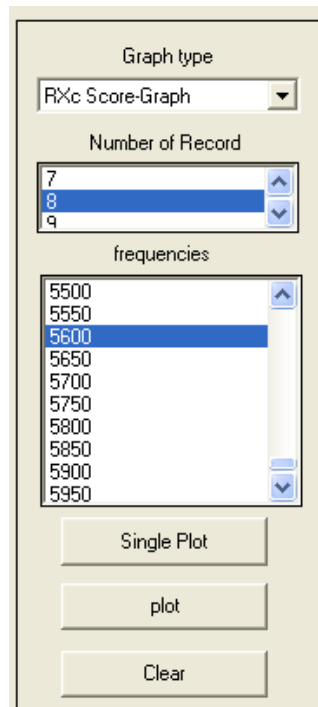 Graph type
RXc Score-Graph
Number of Record
7
8
9
frequencies
5500
5550
5600
5650
5700
5750
5800
5850
5900
5950
Single Plot
plot
Clear